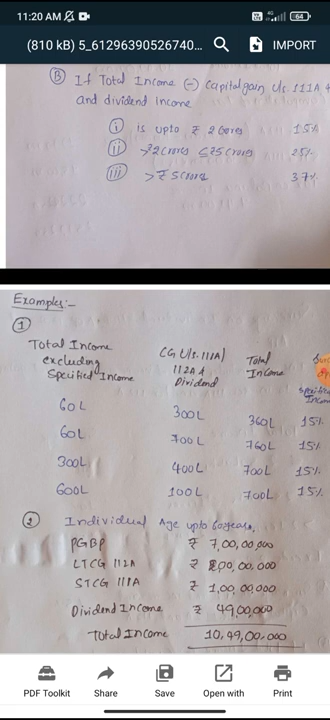 11:20 AM
64
(810 kB) 5_61296390526740...
IMPORT
(B) If Total Income (-) Capital gain U/s. 111A
and dividend income
(i) is upto ₹ 2 Crores 15%
(ii) >2 crores ≤ ₹5 crores 25%
(iii) >₹ 5 crores 37%
Examples:-
(1)
Total Income excluding Specified Income
CG U/s. 111A, 112A & Dividend
Total Income
Specified Income
60L 300L 360L 15%
60L 700L 760L 15%
300L 400L 700L 15%
600L 100L 700L 15%
(2) Individual Age upto 60 years,
PGBP ₹ 7,00,00,000
LTCG 112A ₹ 2,00,00,000
STCG 111A ₹ 1,00,00,000
Dividend Income ₹ 49,00,000
Total Income 10,49,00,000
PDF Toolkit
Share
Save
Open with
Print